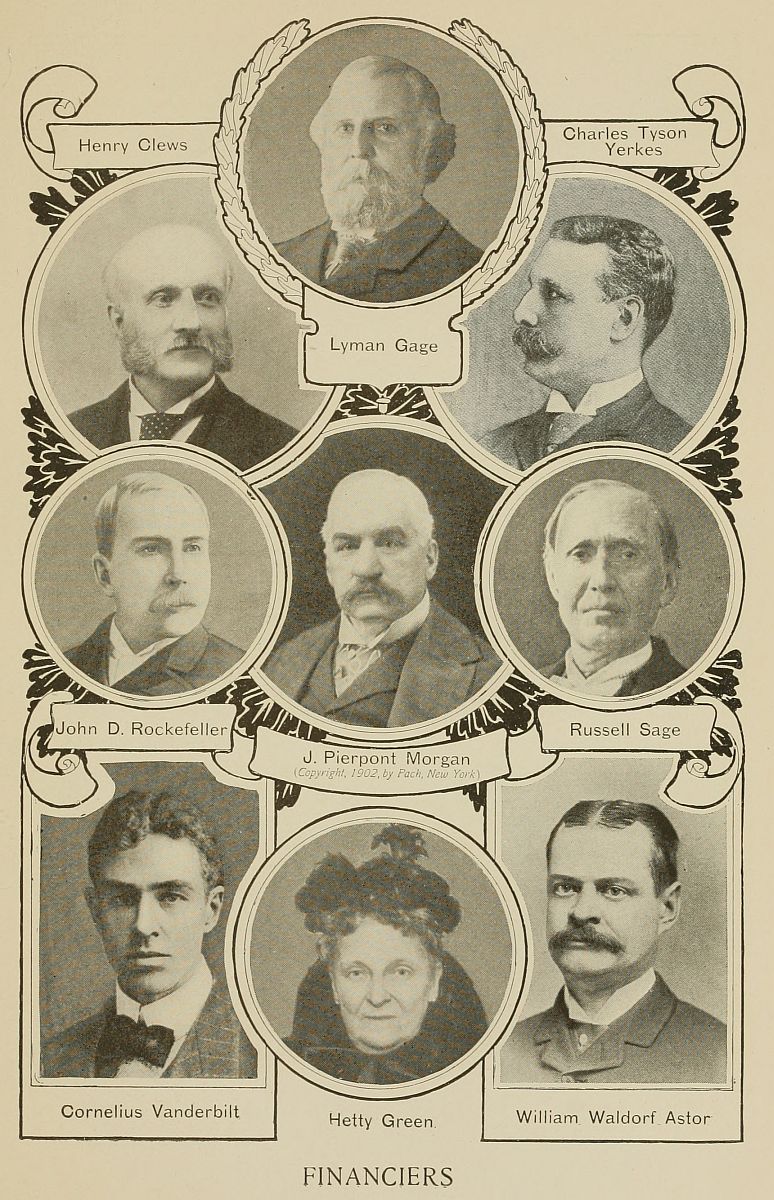 Henry Clews
Charles Tyson
Yerkes
Lyman Gage
John D. Rockefeller
J. Pierpont Morgan
(Copyright, 1902, by Pach, New York)
Russell Sage
Cornelius Vanderbilt
Hetty Green.
William Waldorf Astor
FINANCIERS